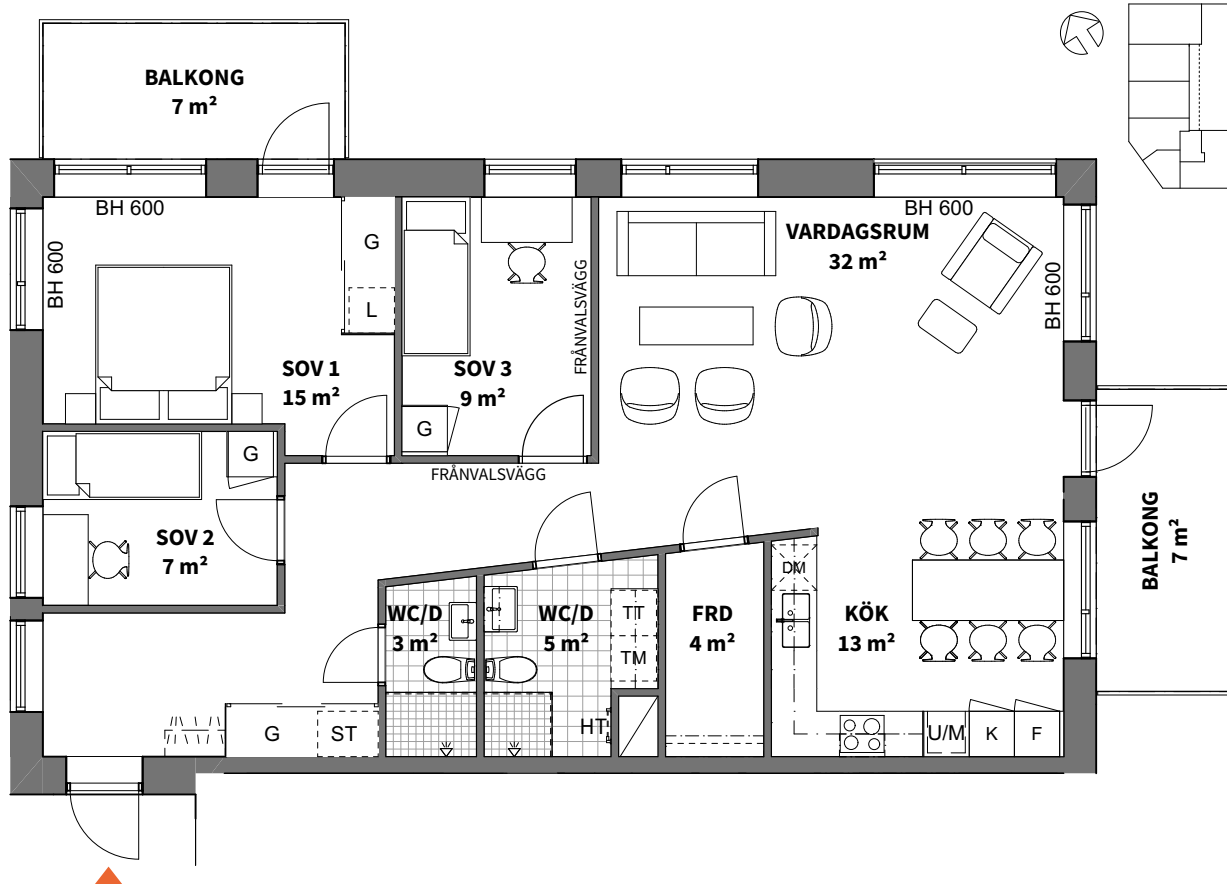 BALKONG
7 m²
BH 600
BH 600
G
L
SOV 1
15 m²
SOV 3
9 m²
G
FRÅNVALSVÄGG
FRÅNVALSVÄGG
VARDAGSRUM
32 m²
BH 600
BH 600
G
SOV 2
7 m²
BALKONG
7 m²
WC/D
3 m²
WC/D
5 m²
TT
TM
HT
FRD
4 m²
DM
KÖK
13 m²
G
ST
U/M
K
F